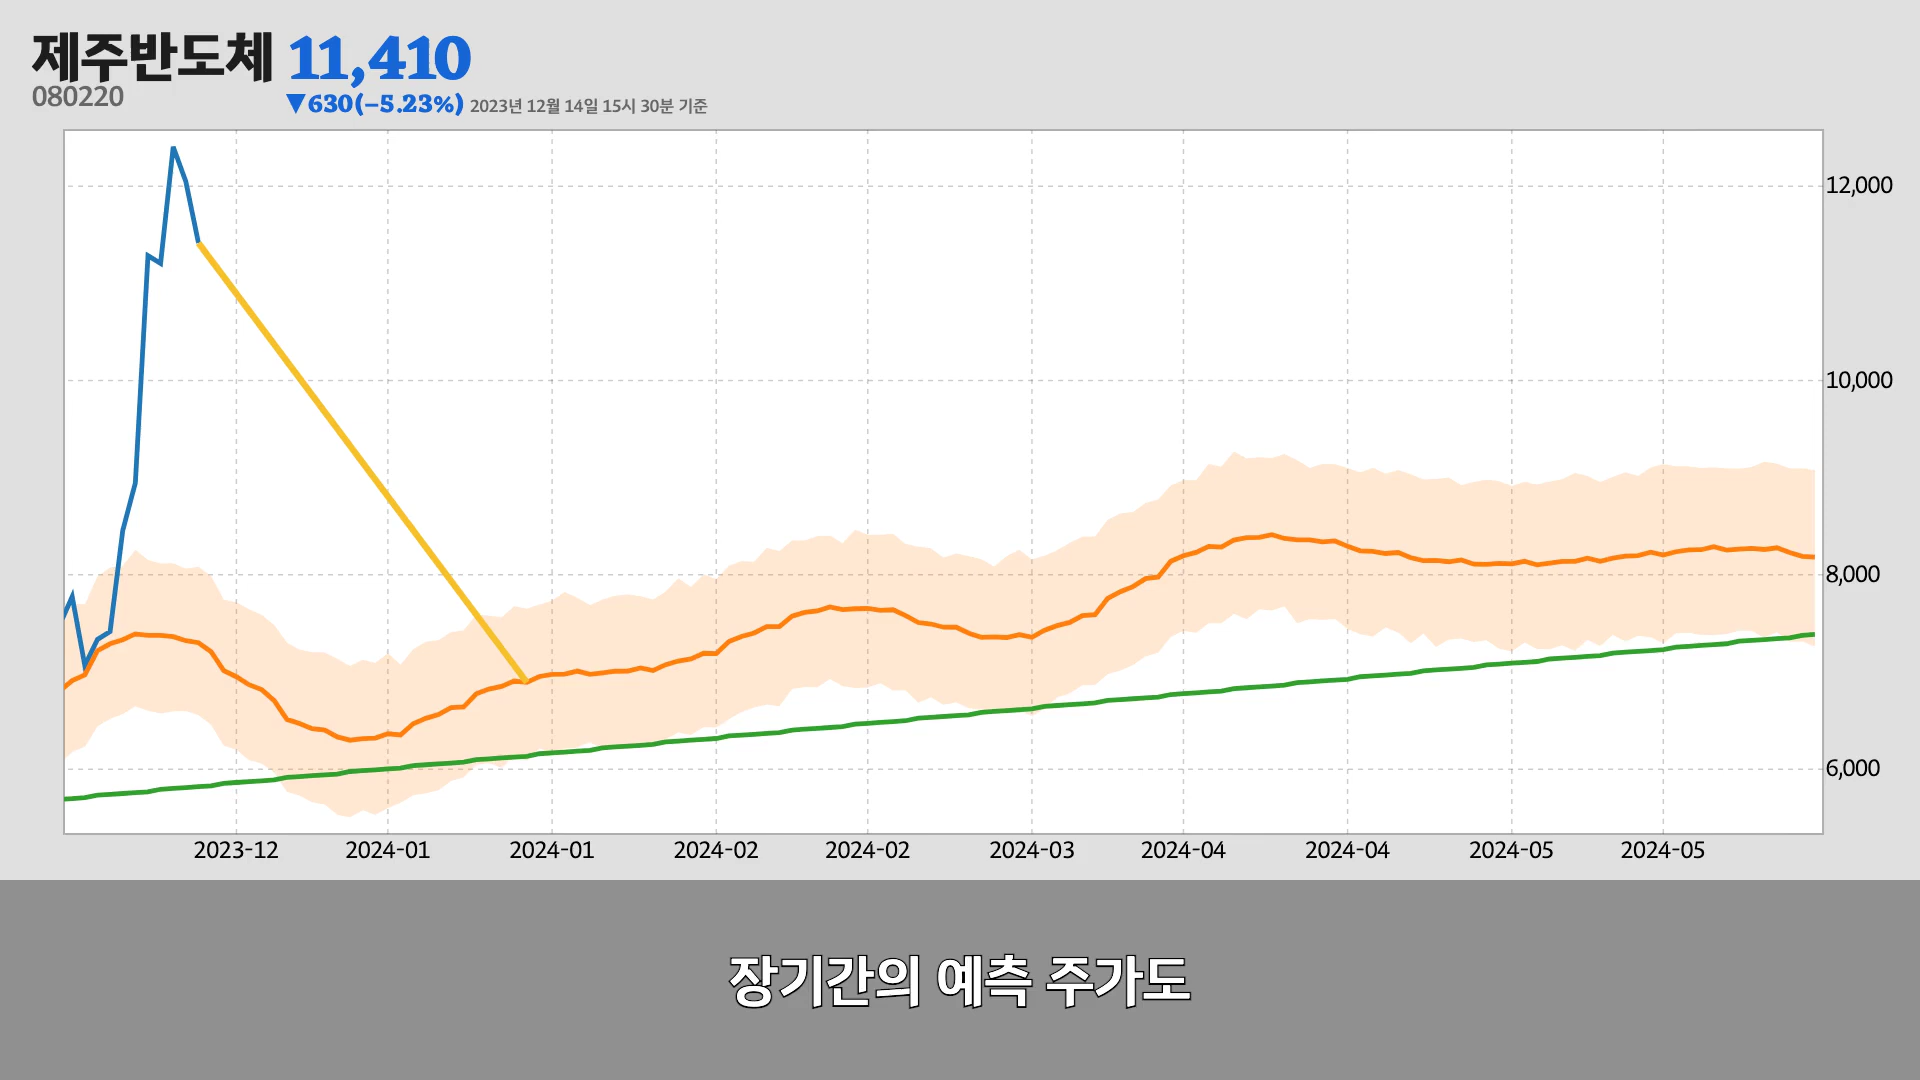 제주반도체 11,410
080220
▼630(−5.23%) 2023년 12월 14일 15시 30분 기준
12,000
10,000
8,000
6,000
2023-12 2024-01 2024-01 2024-02 2024-02 2024-03 2024-04 2024-04 2024-05 2024-05
장기간의 예측 주가도